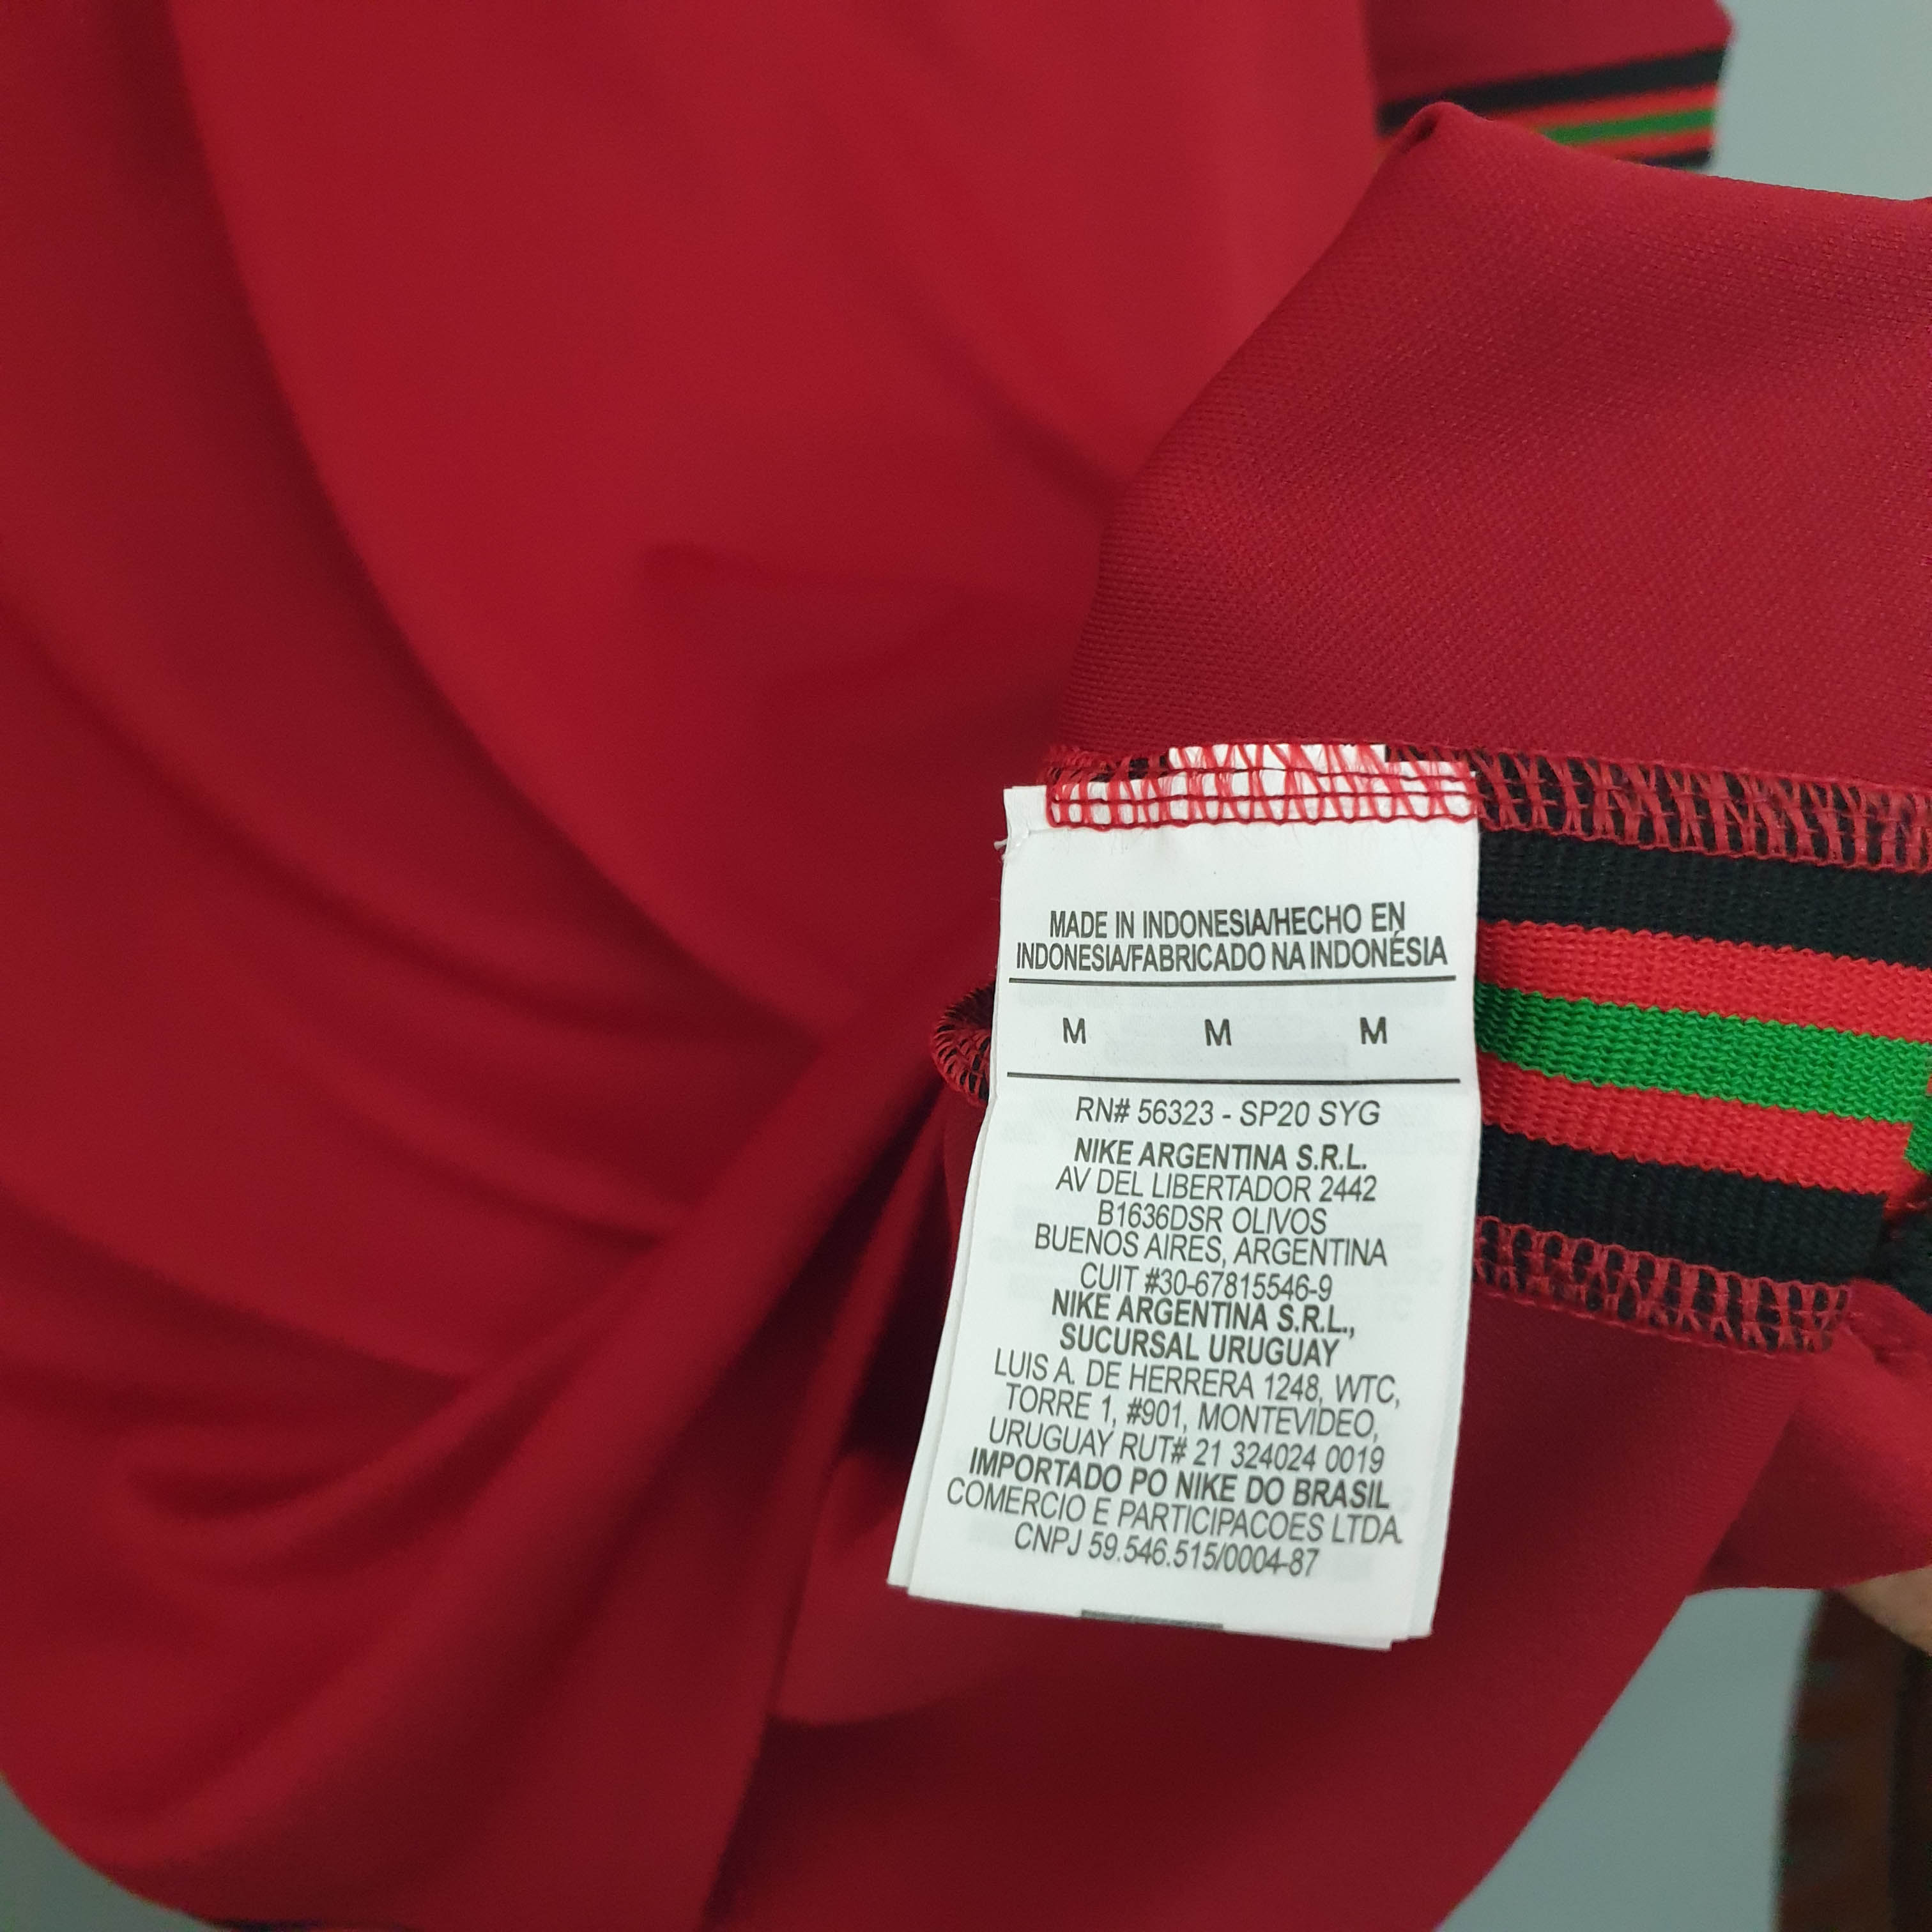 MADE IN INDONESIA/HECHO EN
INDONESIA/FABRICADO NA INDONÉSIA
M M M
RN# 56323 - SP20 SYG
NIKE ARGENTINA S.R.L.
AV DEL LIBERTADOR 2442
B1636DSR OLIVOS
BUENOS AIRES, ARGENTINA
CUIT #30-67815546-9
NIKE ARGENTINA S.R.L.,
SUCURSAL URUGUAY
LUIS A. DE HERRERA 1248, WTC,
TORRE 1, #901, MONTEVIDEO,
URUGUAY RUT# 21 324024 0019
IMPORTADO PO NIKE DO BRASIL
COMERCIO E PARTICIPACOES LTDA.
CNPJ 59.546.515/0004-87